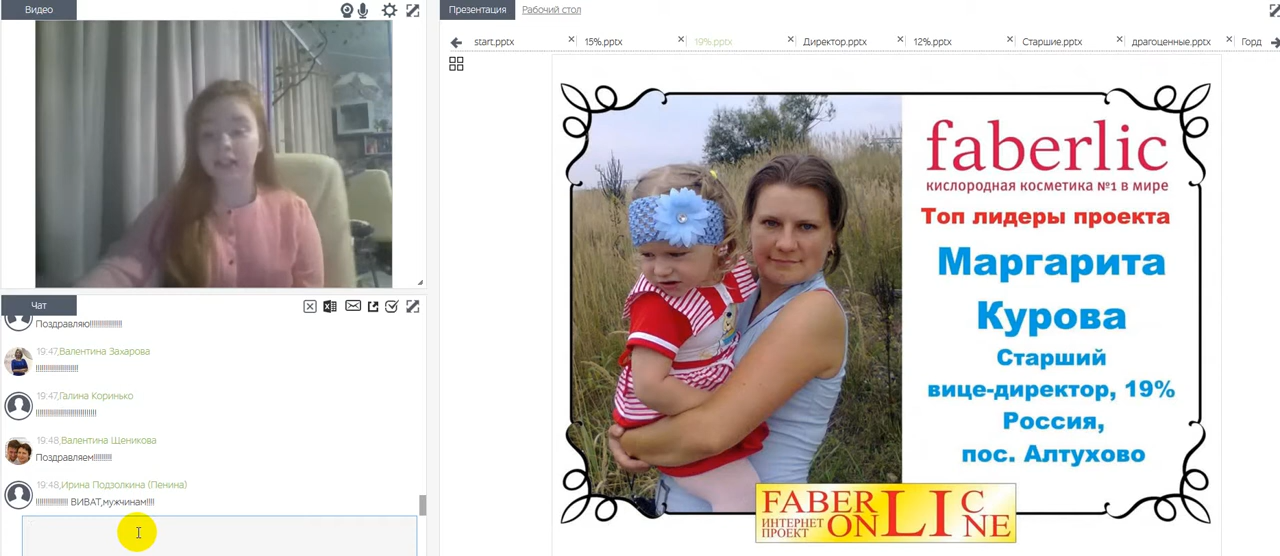 Видео
Чат
Поздравляю!!!!!!!!!!!!!!!!
19:47,Валентина Захарова
!!!!!!!!!!!!!!!!!!!!!
19:47,Галина Коринько
!!!!!!!!!!!!!!!!!!!!!!!!!!!!!!
19:48,Валентина Щеникова
Поздравляем!!!!!!!!!
19:48,Ирина Подзолкина (Пенина)
!!!!!!!!!!!!!!!! ВИВАТ,мужчинам!!!!
Презентация
Рабочий стол
start.pptx
15%.pptx
19%.pptx
Директор.pptx
12%.pptx
Старшие.pptx
драгоценные.pptx
Горд
faberlic
кислородная косметика №1 в мире
Топ лидеры проекта
Маргарита
Курова
Старший
вице-директор, 19%
Россия,
пос. Алтухово
FABERLIC
ИНТЕРНЕТ ПРОЕКТ
ONLINE